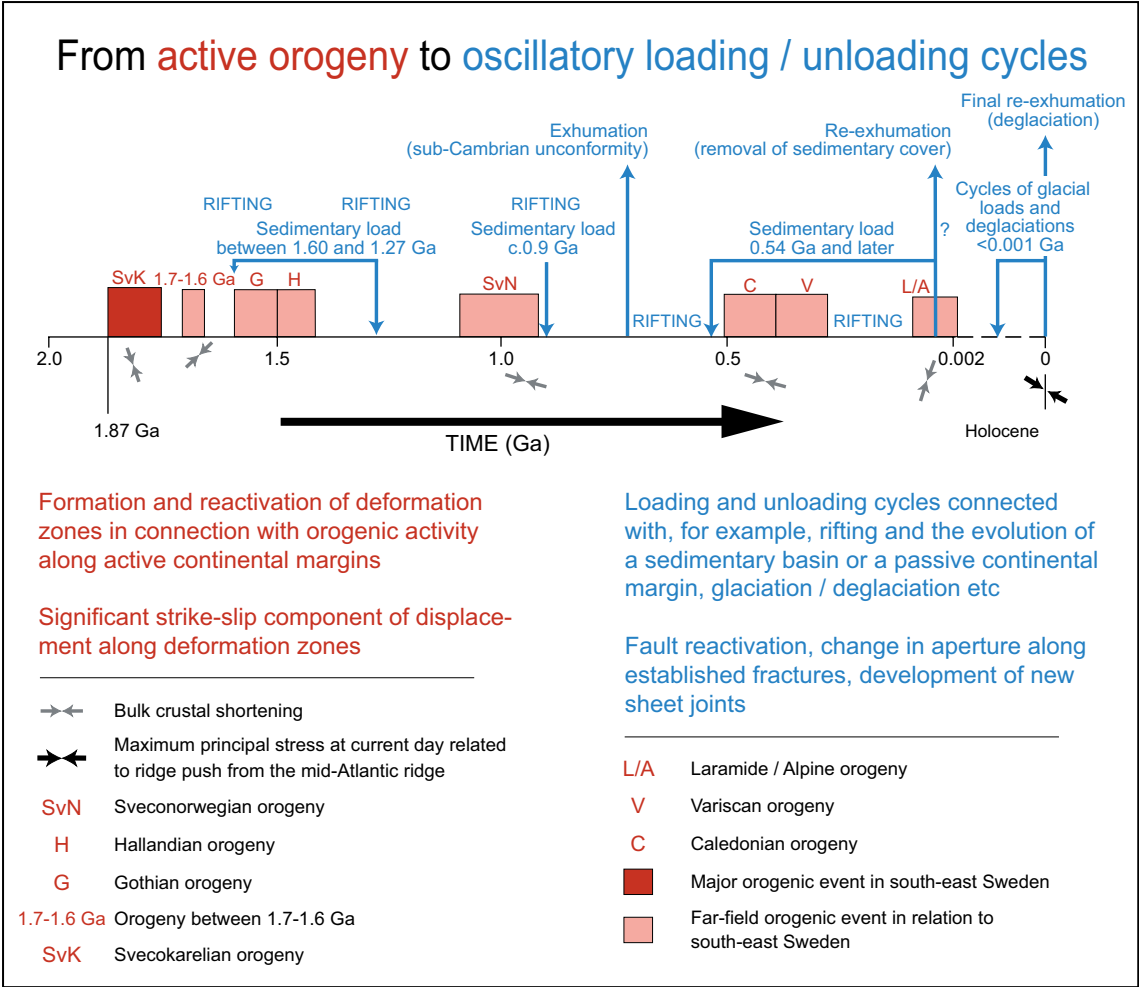 From active orogeny to oscillatory loading / unloading cycles
Final re-exhumation
(deglaciation)
Exhumation
(sub-Cambrian unconformity)
Re-exhumation
(removal of sedimentary cover)
Cycles of glacial
loads and
deglaciations
<0.001 Ga
RIFTING
RIFTING
RIFTING
Sedimentary load
between 1.60 and 1.27 Ga
Sedimentary load
c.0.9 Ga
Sedimentary load
0.54 Ga and later
?
SvK
1.7-1.6 Ga
G
H
SvN
C
V
L/A
RIFTING
RIFTING
2.0
1.5
1.0
0.5
0.002
0
1.87 Ga
TIME (Ga)
Holocene
Formation and reactivation of deformation
zones in connection with orogenic activity
along active continental margins
Significant strike-slip component of displace-
ment along deformation zones
Bulk crustal shortening
Maximum principal stress at current day related
to ridge push from the mid-Atlantic ridge
SvN Sveconorwegian orogeny
H Hallandian orogeny
G Gothian orogeny
1.7-1.6 Ga Orogeny between 1.7-1.6 Ga
SvK Svecokarelian orogeny
Loading and unloading cycles connected
with, for example, rifting and the evolution of
a sedimentary basin or a passive continental
margin, glaciation / deglaciation etc
Fault reactivation, change in aperture along
established fractures, development of new
sheet joints
L/A Laramide / Alpine orogeny
V Variscan orogeny
C Caledonian orogeny
Major orogenic event in south-east Sweden
Far-field orogenic event in relation to
south-east Sweden